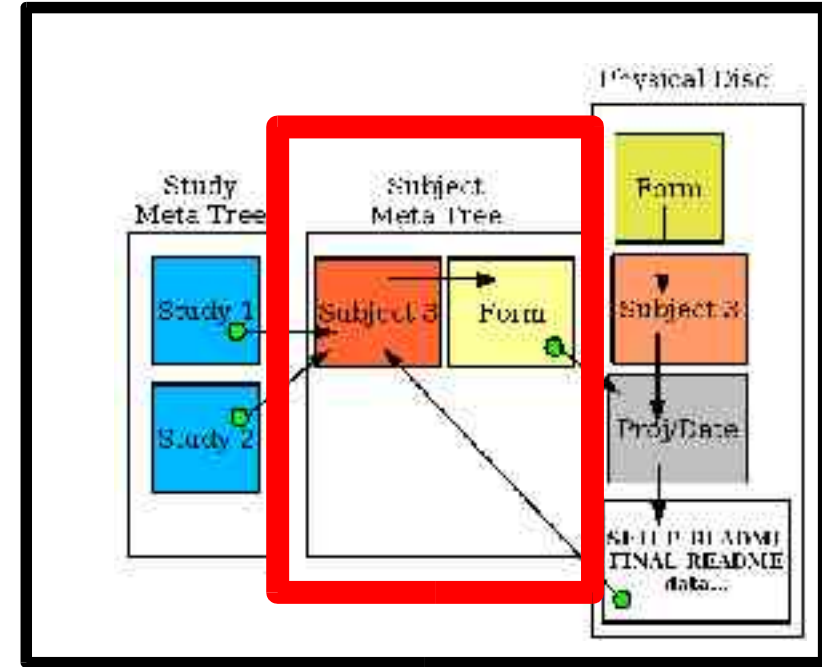 Physical Disc
Study
Meta Tree
Subject
Meta Tree
Form
Study 1
Subject 3
Form
Subject 3
Study 2
Proj/Date
SETUP README
FINAL README
data...